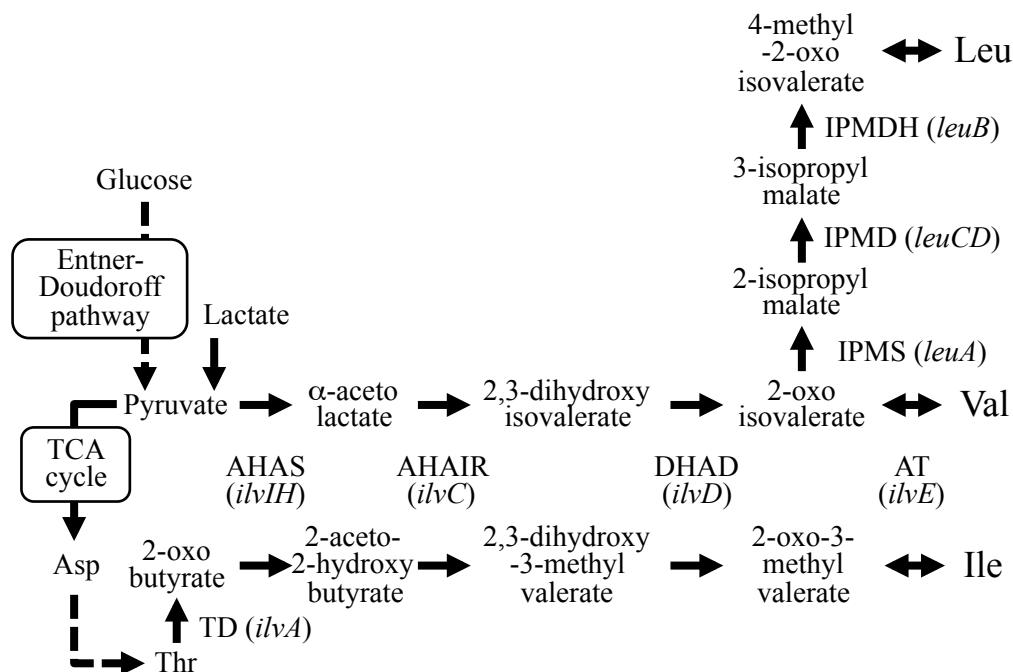 4-methyl
-2-oxo
isovalerate
Leu
IPMDH (leuB)
3-isopropyl
malate
IPMD (leuCD)
2-isopropyl
malate
IPMS (leuA)
Glucose
Entner-
Doudoroff
pathway
Lactate
Pyruvate
α-aceto
lactate
2,3-dihydroxy
isovalerate
2-oxo
isovalerate
Val
TCA
cycle
AHAS
(ilvIH)
AHAIR
(ilvC)
DHAD
(ilvD)
AT
(ilvE)
Asp
2-oxo
butyrate
2-aceto-
2-hydroxy
butyrate
2,3-dihydroxy
-3-methyl
valerate
2-oxo-3-
methyl
valerate
Ile
TD (ilvA)
Thr